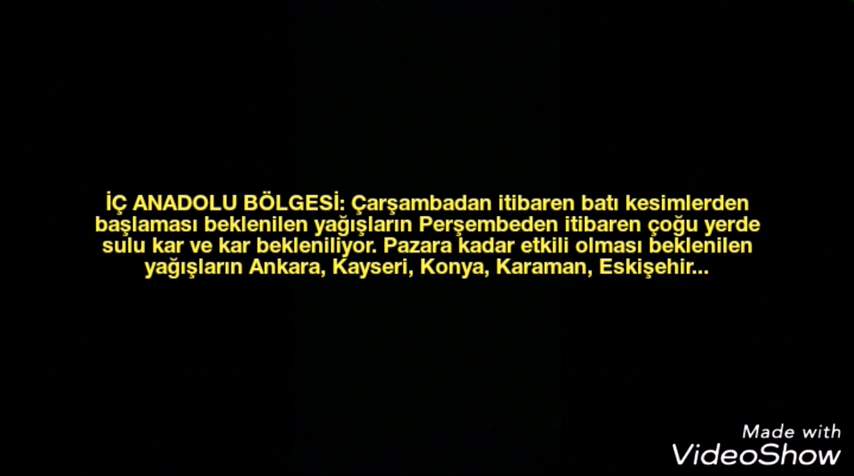 İÇ ANADOLU BÖLGESİ: Çarşambadan itibaren batı kesimlerden
başlaması beklenilen yağışların Perşembeden itibaren çoğu yerde
sulu kar ve kar bekleniliyor. Pazara kadar etkili olması beklenilen
yağışların Ankara, Kayseri, Konya, Karaman, Eskişehir...
Made with
VideoShow